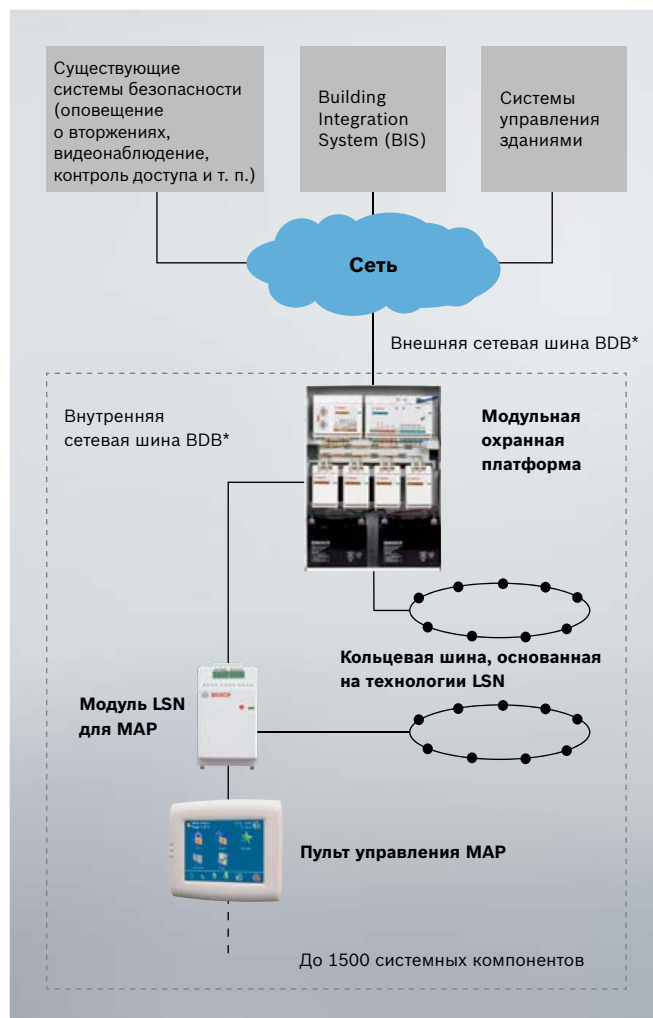 Существующие
системы безопасности
(оповещение
о вторжениях,
видеонаблюдение,
контроль доступа и т. п.)
Building
Integration
System (BIS)
Системы
управления
зданиями
Сеть
Внешняя сетевая шина BDB*
Внутренняя
сетевая шина BDB*
Модульная
охранная
платформа
Кольцевая шина, основанная
на технологии LSN
Модуль LSN
для MAP
BOSCH
Пульт управления MAP
До 1500 системных компонентов